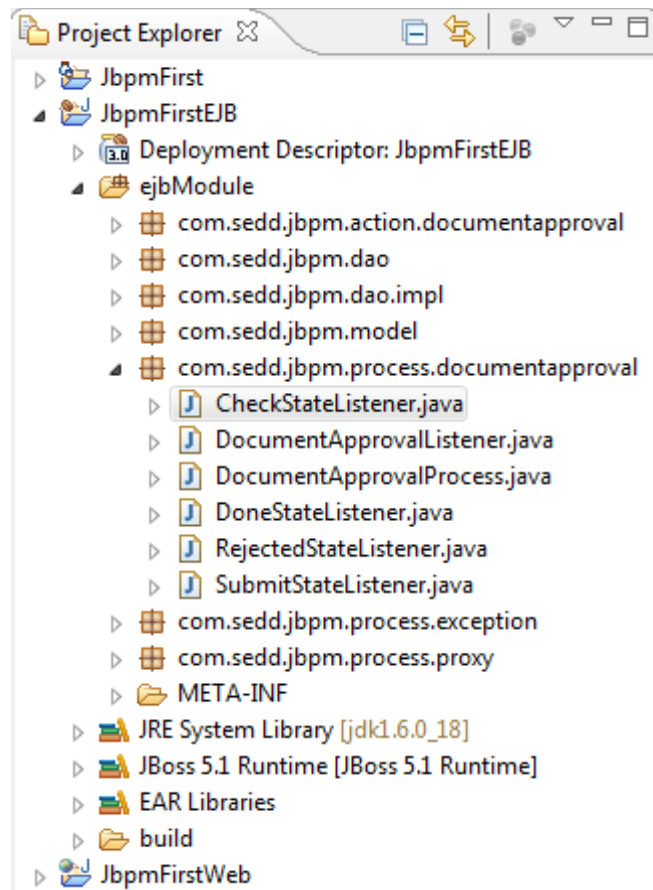 Project Explorer
JbpmFirst
JbpmFirstEJB
3.0 Deployment Descriptor: JbpmFirstEJB
ejbModule
com.sedd.jbpm.action.documentapproval
com.sedd.jbpm.dao
com.sedd.jbpm.dao.impl
com.sedd.jbpm.model
com.sedd.jbpm.process.documentapproval
J CheckStateListener.java
J DocumentApprovalListener.java
J DocumentApprovalProcess.java
J DoneStateListener.java
J RejectedStateListener.java
J SubmitStateListener.java
com.sedd.jbpm.process.exception
com.sedd.jbpm.process.proxy
META-INF
JRE System Library [jdk1.6.0_18]
JBoss 5.1 Runtime [JBoss 5.1 Runtime]
EAR Libraries
build
JbpmFirstWeb